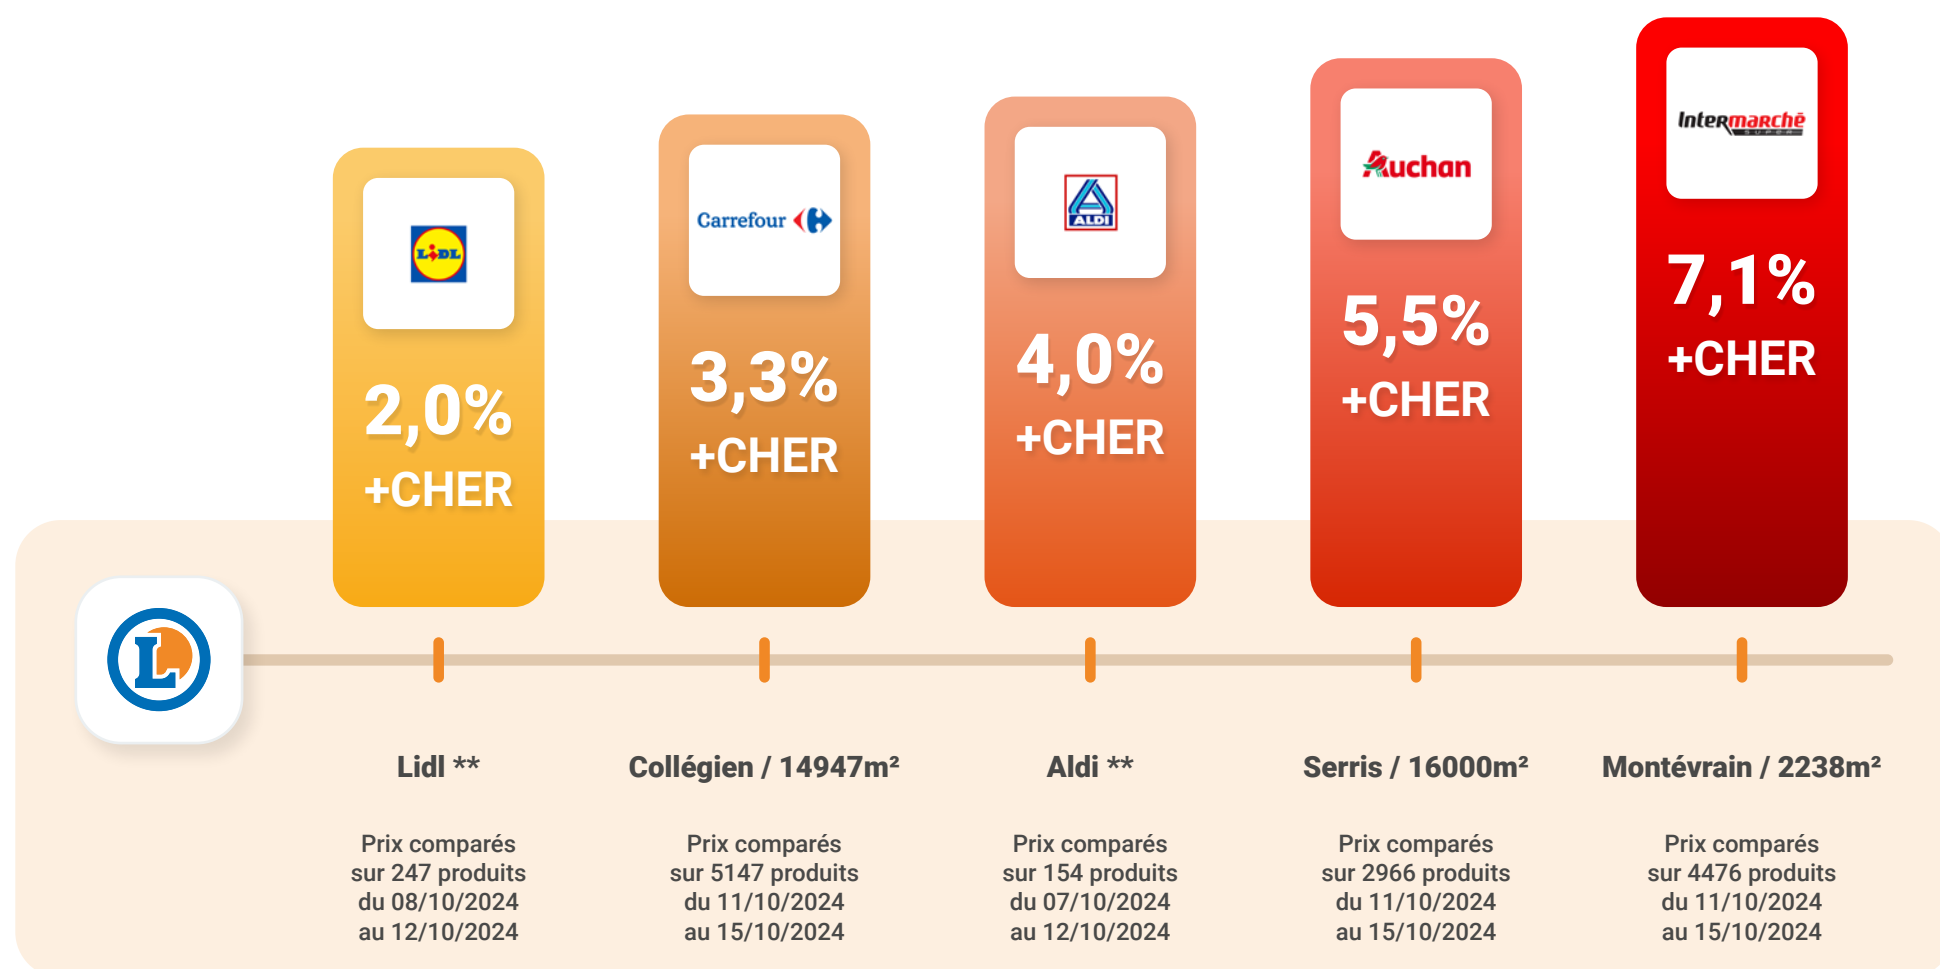 LIDL
2,0%
+CHER
Carrefour
3,3%
+CHER
ALDI
4,0%
+CHER
Auchan
5,5%
+CHER
Intermarchē
SUPER
7,1%
+CHER
L
Lidl **
Prix comparés
sur 247 produits
du 08/10/2024
au 12/10/2024
Collégien / 14947m²
Prix comparés
sur 5147 produits
du 11/10/2024
au 15/10/2024
Aldi **
Prix comparés
sur 154 produits
du 07/10/2024
au 12/10/2024
Serris / 16000m²
Prix comparés
sur 2966 produits
du 11/10/2024
au 15/10/2024
Montévrain / 2238m²
Prix comparés
sur 4476 produits
du 11/10/2024
au 15/10/2024